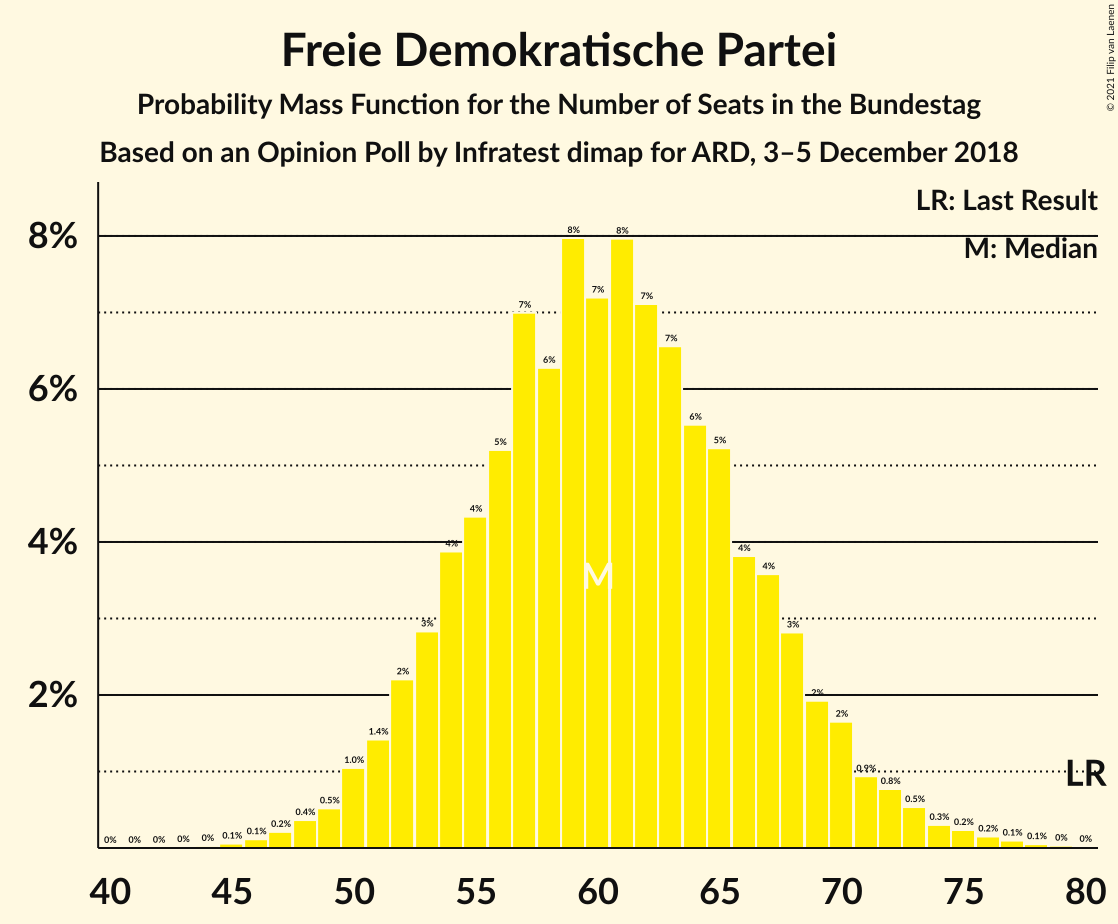 Freie Demokratische Partei
Probability Mass Function for the Number of Seats in the Bundestag
Based on an Opinion Poll by Infratest dimap for ARD, 3–5 December 2018
© 2021 Filip van Laenen
LR: Last Result
M: Median
8%
6%
4%
2%
0% 0% 0% 0% 0% 0.1% 0.1% 0.2% 0.4% 0.5% 1.0% 1.4% 2% 3% 4% 4% 5% 7% 6% 8% 7% 8% 7% 7% 6% 5% 4% 4% 3% 2% 2% 0.9% 0.8% 0.5% 0.3% 0.2% 0.2% 0.1% 0.1% 0% 0%
M
LR
40 45 50 55 60 65 70 75 80